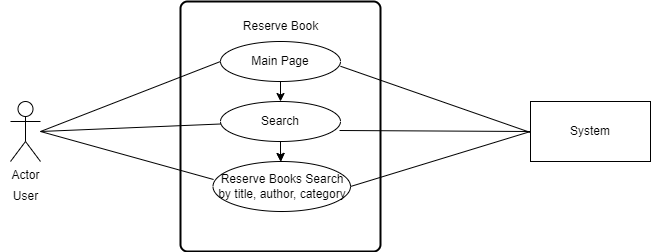 Reserve Book
Main Page
Search
System
Actor
User
Reserve Books Search
by title, author, category